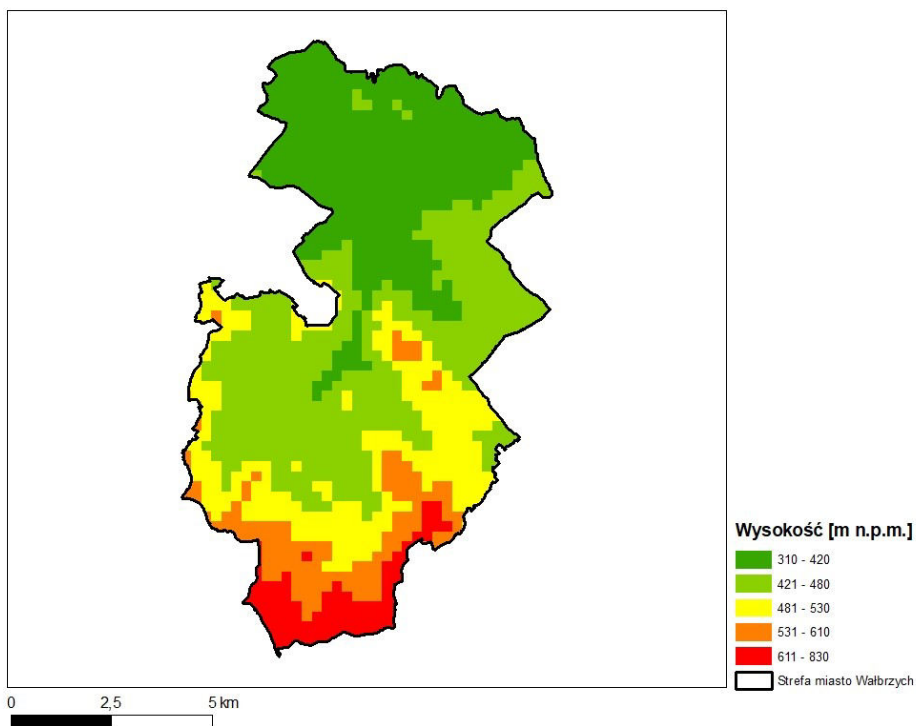 Wysokość [m n.p.m.]
310 - 420
421 - 480
481 - 530
531 - 610
611 - 830
Strefa miasto Wałbrzych
0 2,5 5 km